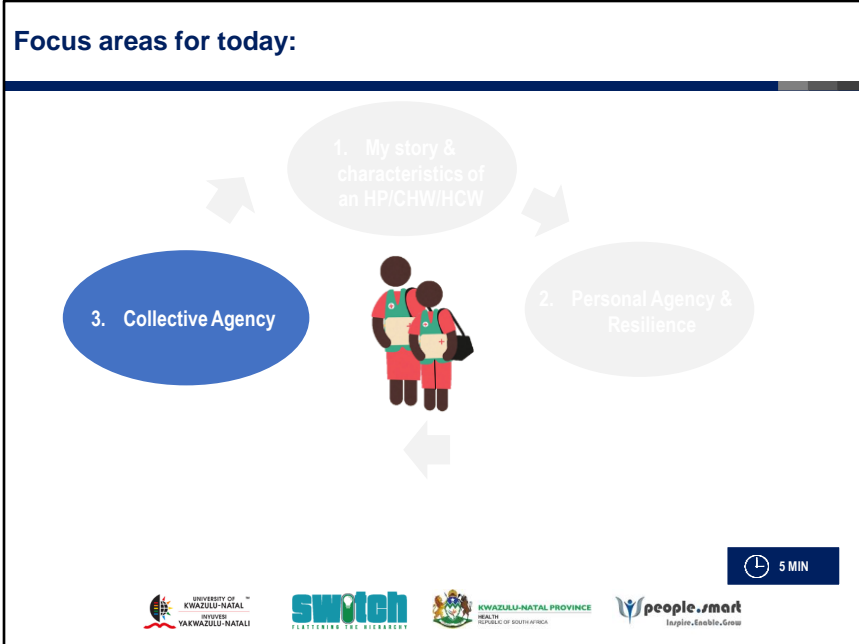 Focus areas for today:
1. My story &
characteristics of
an HP/CHW/HCW
2. Personal Agency &
Resilience
3. Collective Agency
5 MIN
UNIVERSITY OF
KWAZULU-NATAL
™
INYUVESI
YAKWAZULU-NATALI
switch
FLATTENING THE HIERARCHY
KWAZULU-NATAL PROVINCE
HEALTH
REPUBLIC OF SOUTH AFRICA
people.smart
Inspire.Enable.Grow